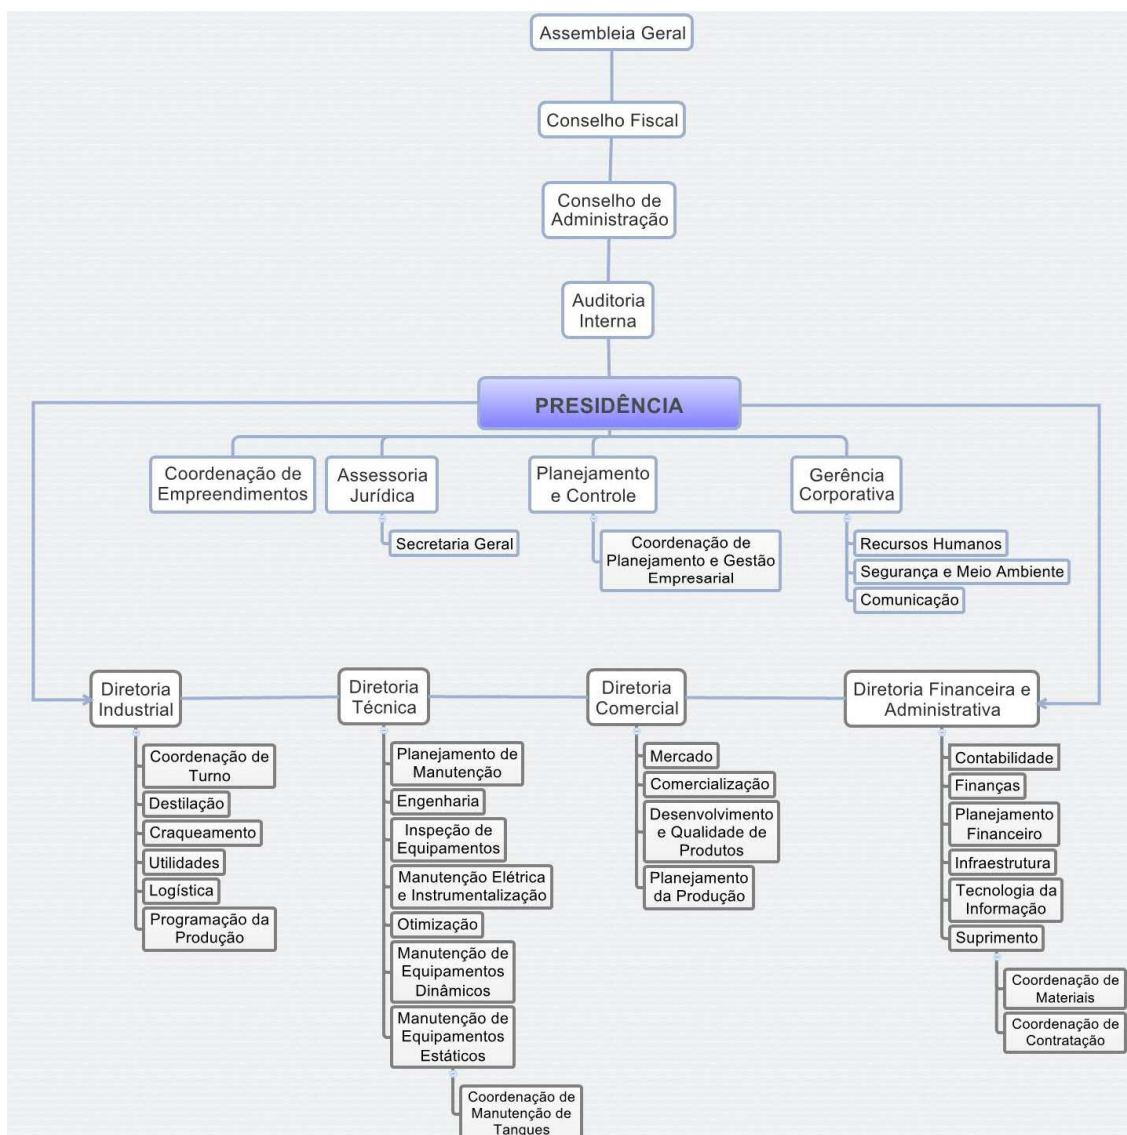 Assembleia Geral
Conselho Fiscal
Conselho de
Administração
Auditoria
Interna
PRESIDÊNCIA
Coordenação de
Empreendimentos
Assessoria
Jurídica
Secretaria Geral
Planejamento
e Controle
Coordenação de
Planejamento e Gestão
Empresarial
Gerência
Corporativa
Recursos Humanos
Segurança e Meio Ambiente
Comunicação
Diretoria
Industrial
Coordenação de
Turno
Destilação
Craqueamento
Utilidades
Logística
Programação da
Produção
Diretoria
Técnica
Planejamento de
Manutenção
Engenharia
Inspeção de
Equipamentos
Manutenção Elétrica
e Instrumentalização
Otimização
Manutenção de
Equipamentos
Dinâmicos
Manutenção de
Equipamentos
Estáticos
Coordenação de
Manutenção de
Tanques
Diretoria
Comercial
Mercado
Comercialização
Desenvolvimento
e Qualidade de
Produtos
Planejamento
da Produção
Diretoria Financeira e
Administrativa
Contabilidade
Finanças
Planejamento
Financeiro
Infraestrutura
Tecnologia da
Informação
Suprimento
Coordenação de
Materiais
Coordenação de
Contratação